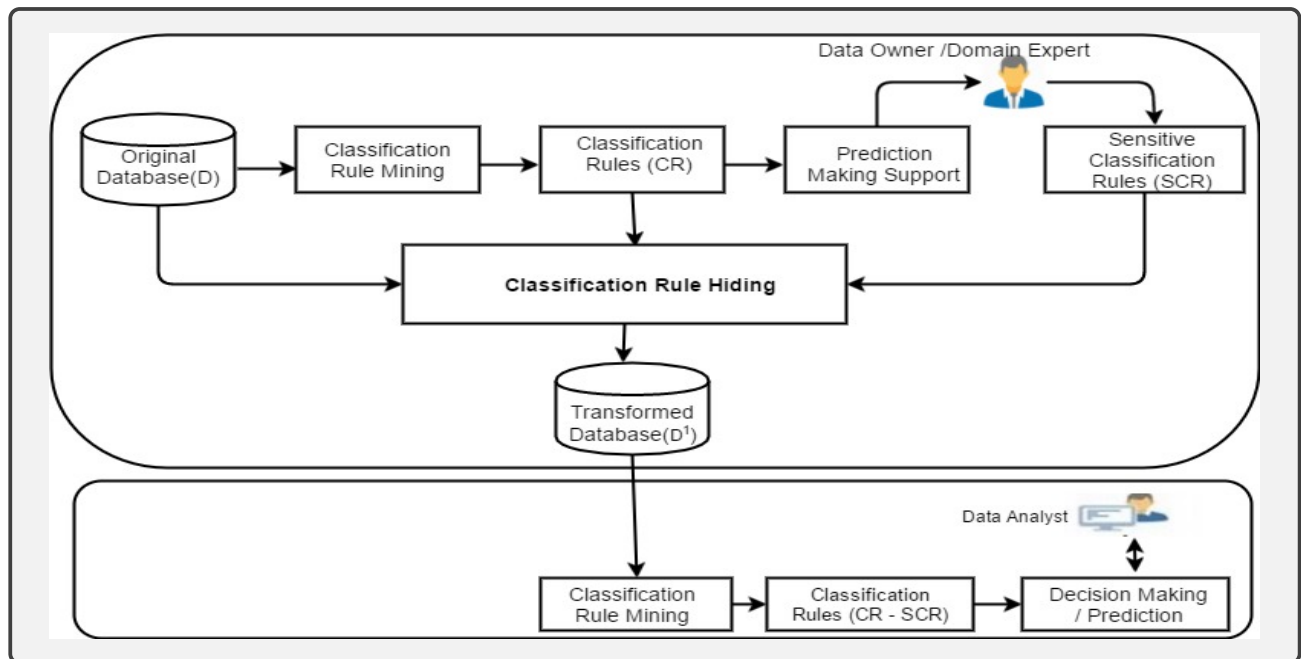 Data Owner /Domain Expert
Original
Database(D)
Classification
Rule Mining
Classification
Rules (CR)
Prediction
Making Support
Sensitive
Classification
Rules (SCR)
Classification Rule Hiding
Transformed
Database(D¹)
Data Analyst
Classification
Rule Mining
Classification
Rules (CR - SCR)
Decision Making
/ Prediction